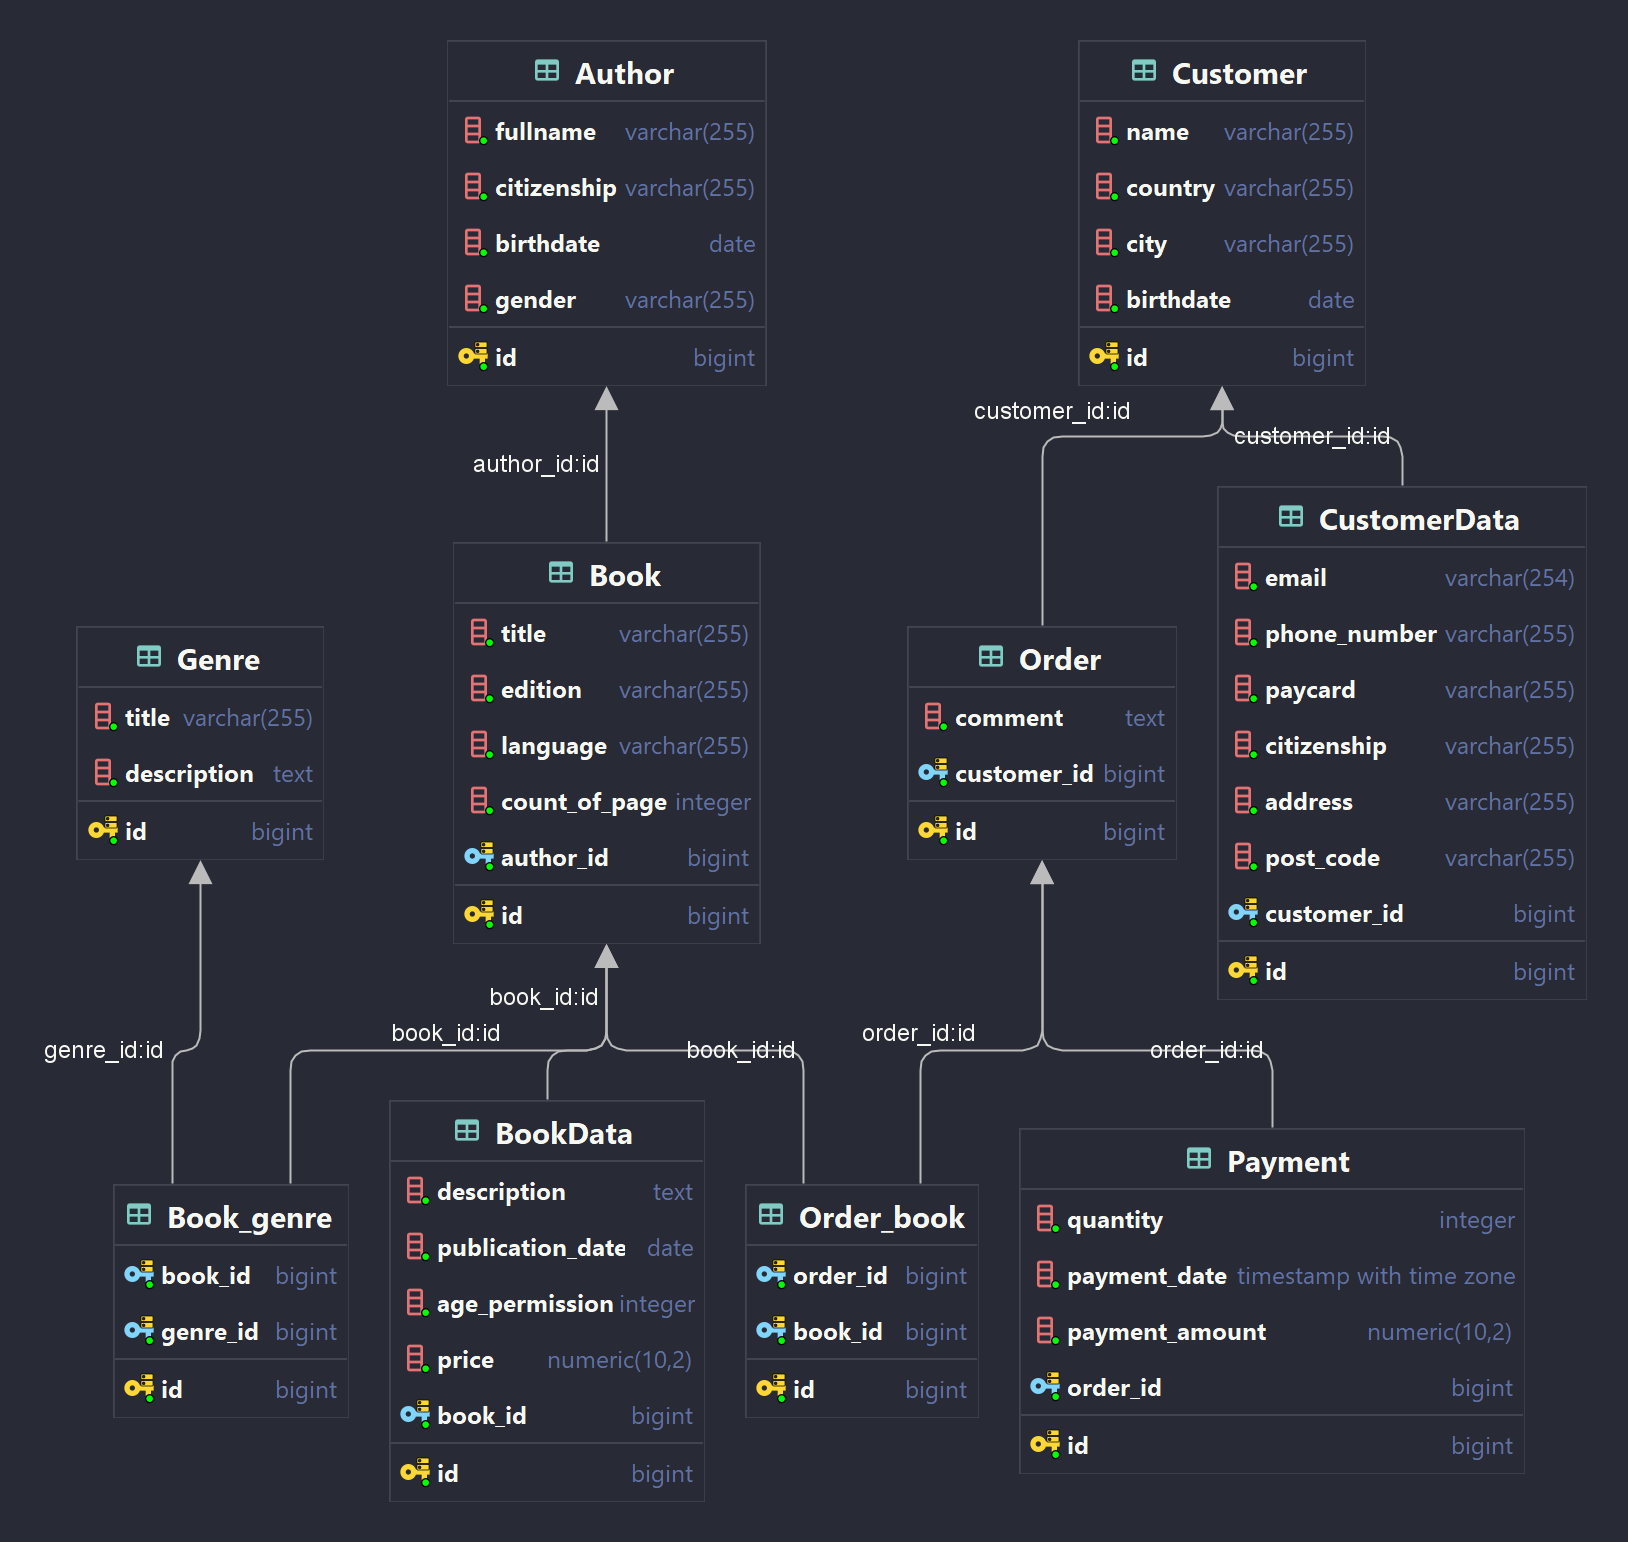 Author
fullname varchar(255)
citizenship varchar(255)
birthdate date
gender varchar(255)
id bigint
Customer
name varchar(255)
country varchar(255)
city varchar(255)
birthdate date
id bigint
customer_id:id
customer_id:id
author_id:id
CustomerData
email varchar(254)
phone_number varchar(255)
paycard varchar(255)
citizenship varchar(255)
address varchar(255)
post_code varchar(255)
customer_id bigint
id bigint
Book
title varchar(255)
edition varchar(255)
language varchar(255)
count_of_page integer
author_id bigint
id bigint
Genre
title varchar(255)
description text
id bigint
Order
comment text
customer_id bigint
id bigint
book_id:id
book_id:id
genre_id:id
book_id:id
order_id:id
order_id:id
BookData
description text
publication_date date
age_permission integer
price numeric(10,2)
book_id bigint
id bigint
Payment
quantity integer
payment_date timestamp with time zone
payment_amount numeric(10,2)
order_id bigint
id bigint
Book_genre
book_id bigint
genre_id bigint
id bigint
Order_book
order_id bigint
book_id bigint
id bigint